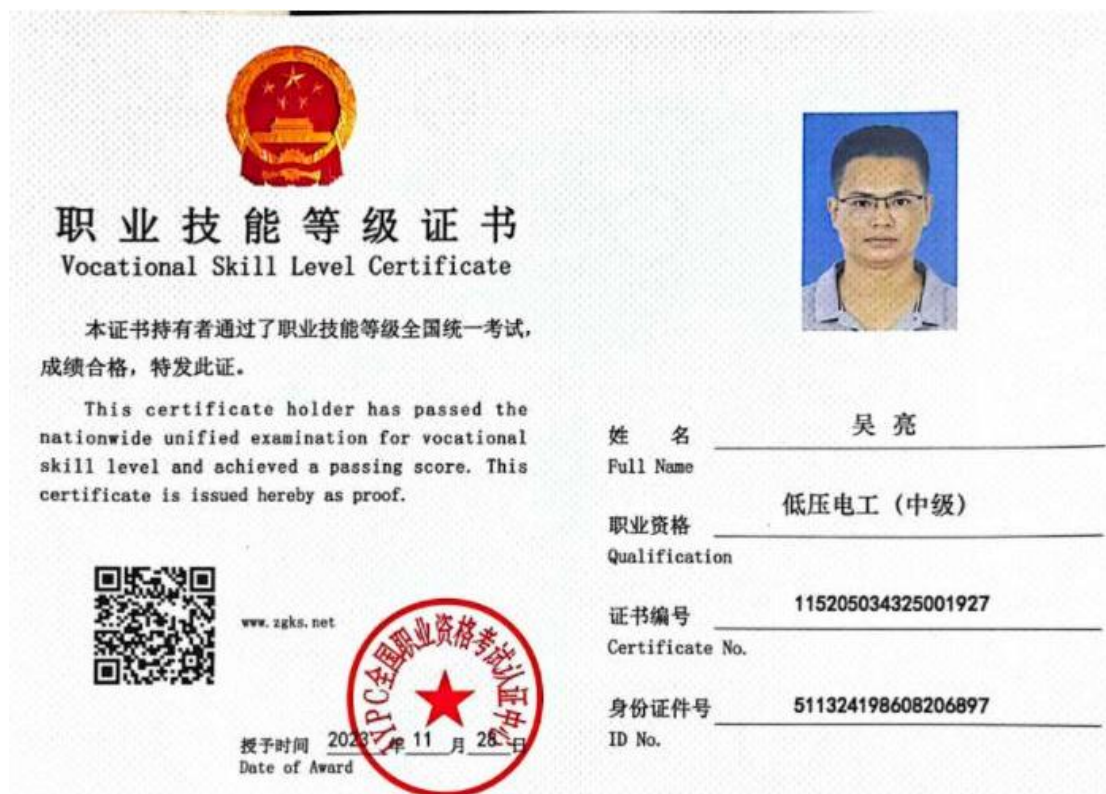 职业技能等级证书
Vocational Skill Level Certificate
本证书持有者通过了职业技能等级全国统一考试，
成绩合格，特发此证。
This certificate holder has passed the
nationwide unified examination for vocational
skill level and achieved a passing score. This
certificate is issued hereby as proof.
www.zgks.net
JYPC全国职业资格考试认证中心
授予时间 2023 年 11 月 28 日
Date of Award
姓 名 吴亮
Full Name
职业资格 低压电工（中级）
Qualification
证书编号 115205034325001927
Certificate No.
身份证件号 511324198608206897
ID No.